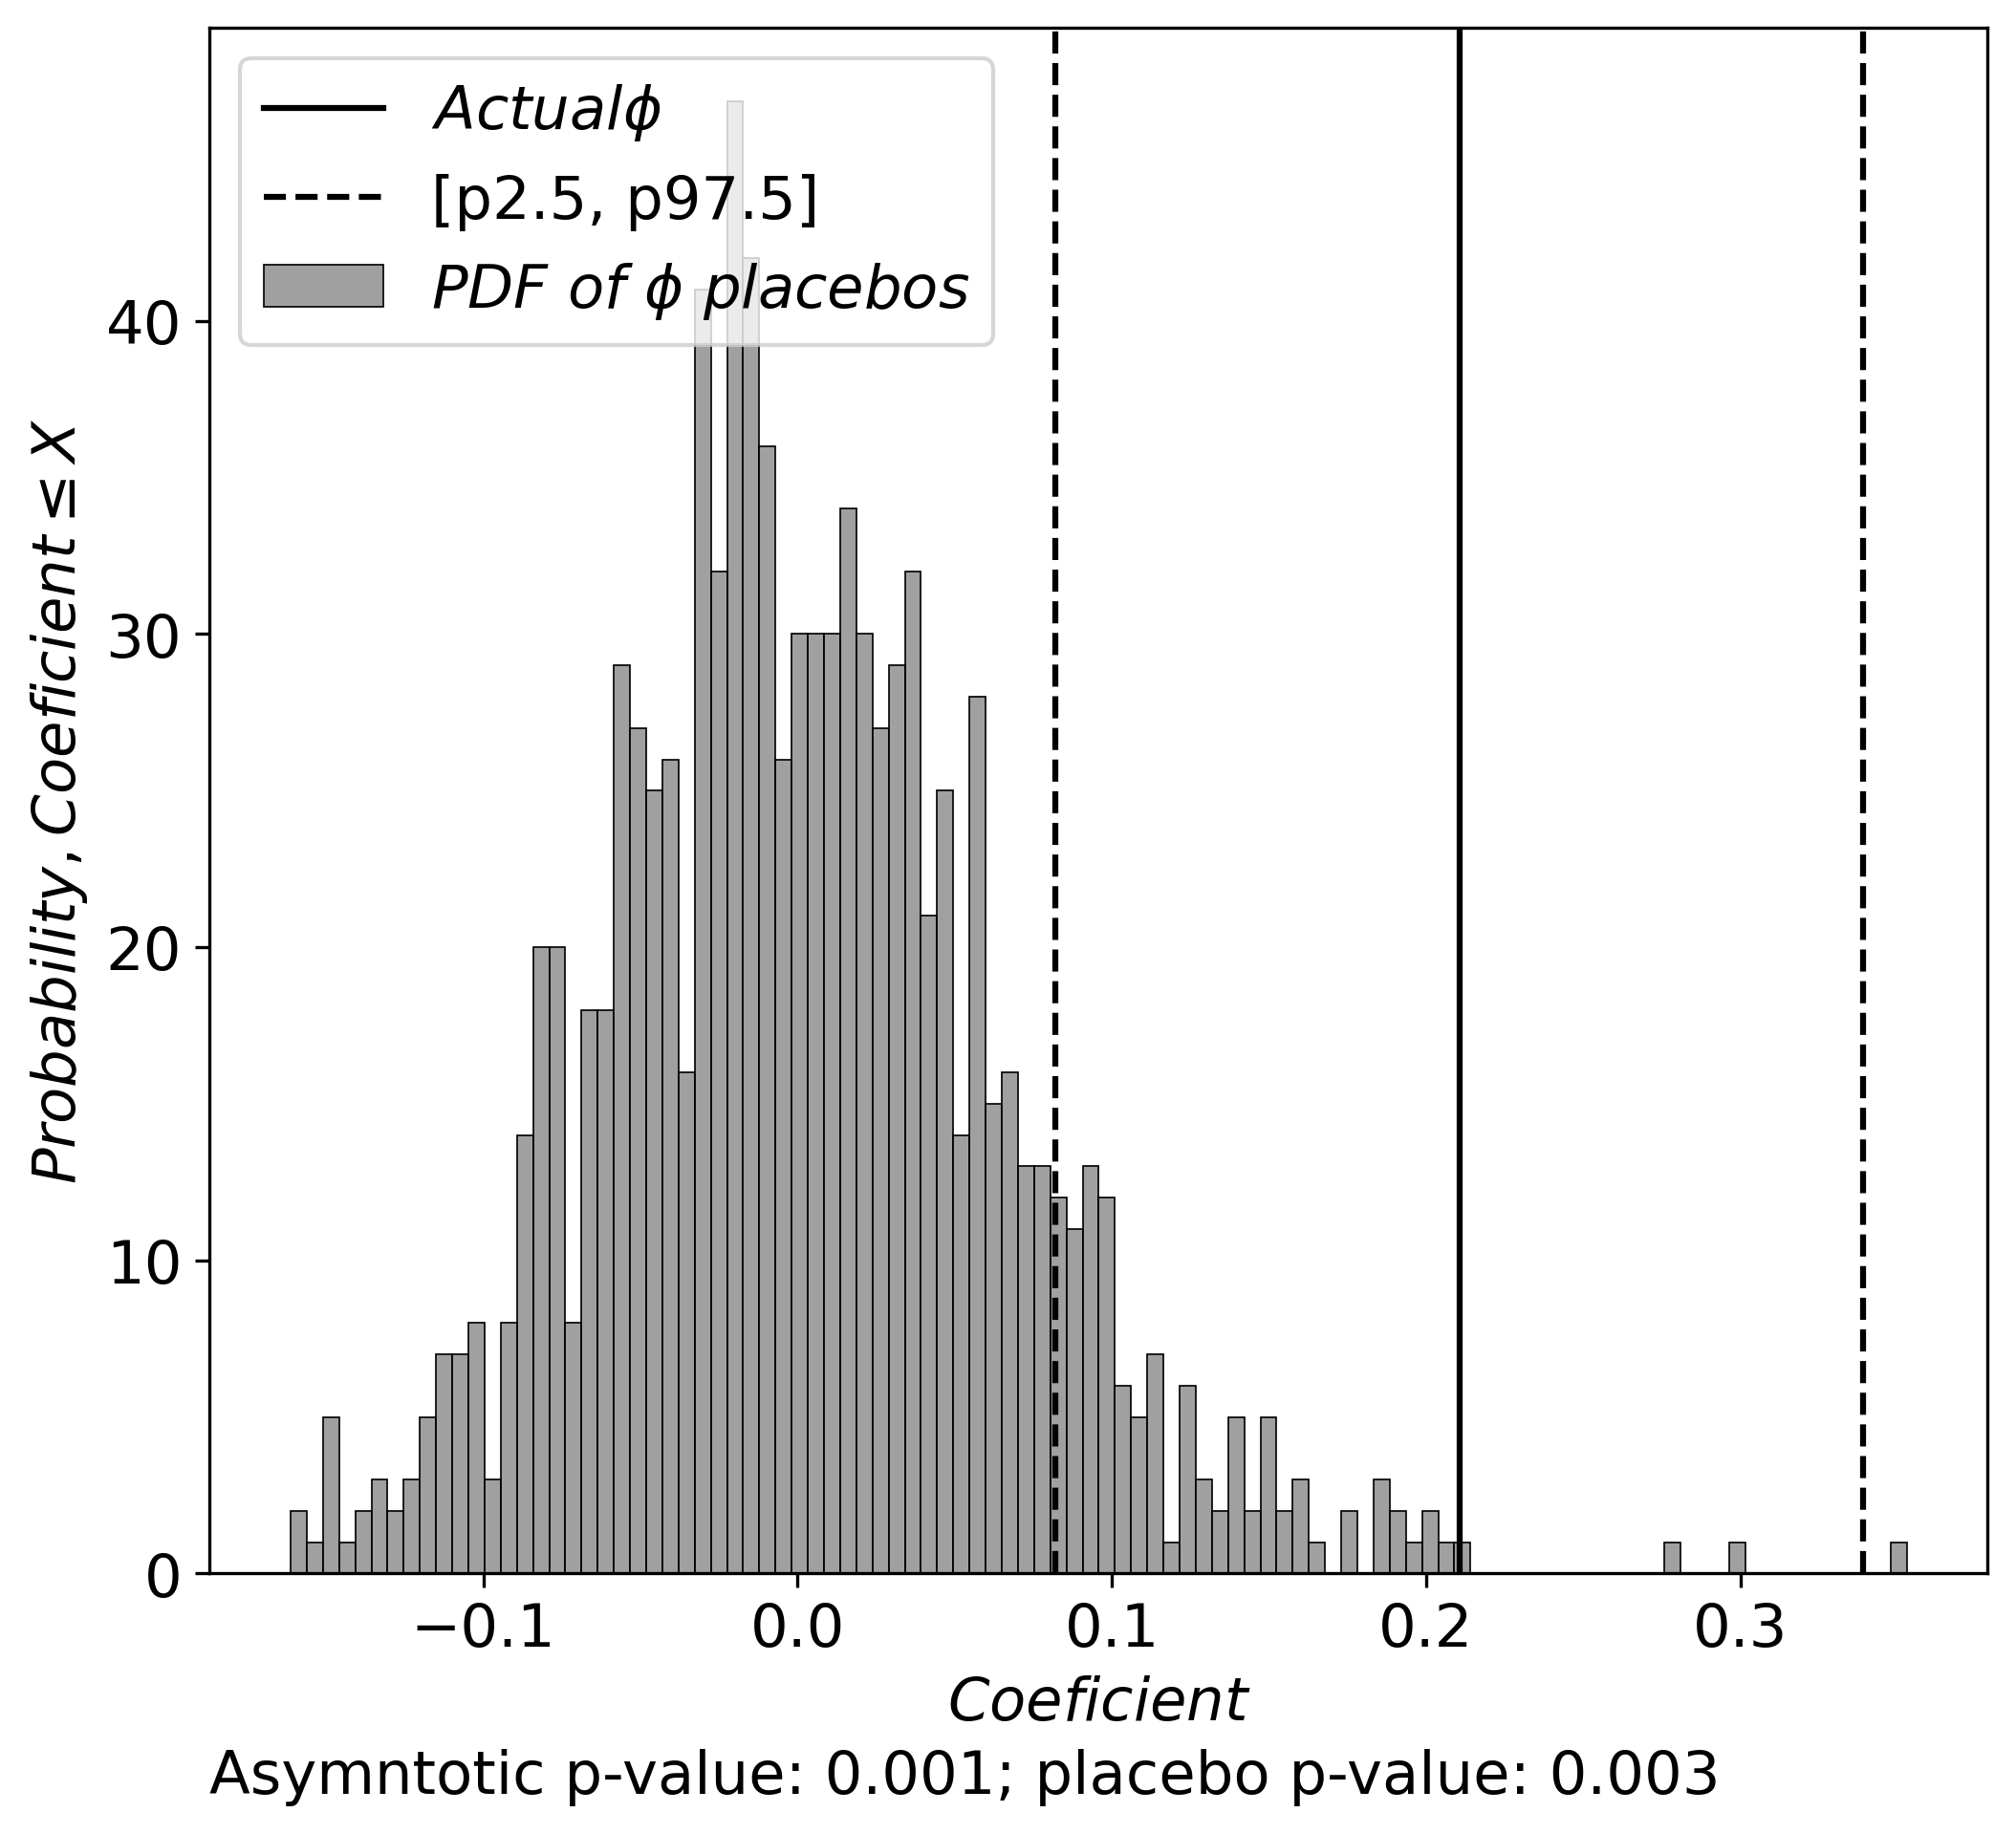 Actualϕ
[p2.5, p97.5]
PDF of ϕ placebos
Probability, Coeficient ≤ X
40
30
20
10
0
−0.1 0.0 0.1 0.2 0.3
Coeficient
Asymntotic p-value: 0.001; placebo p-value: 0.003